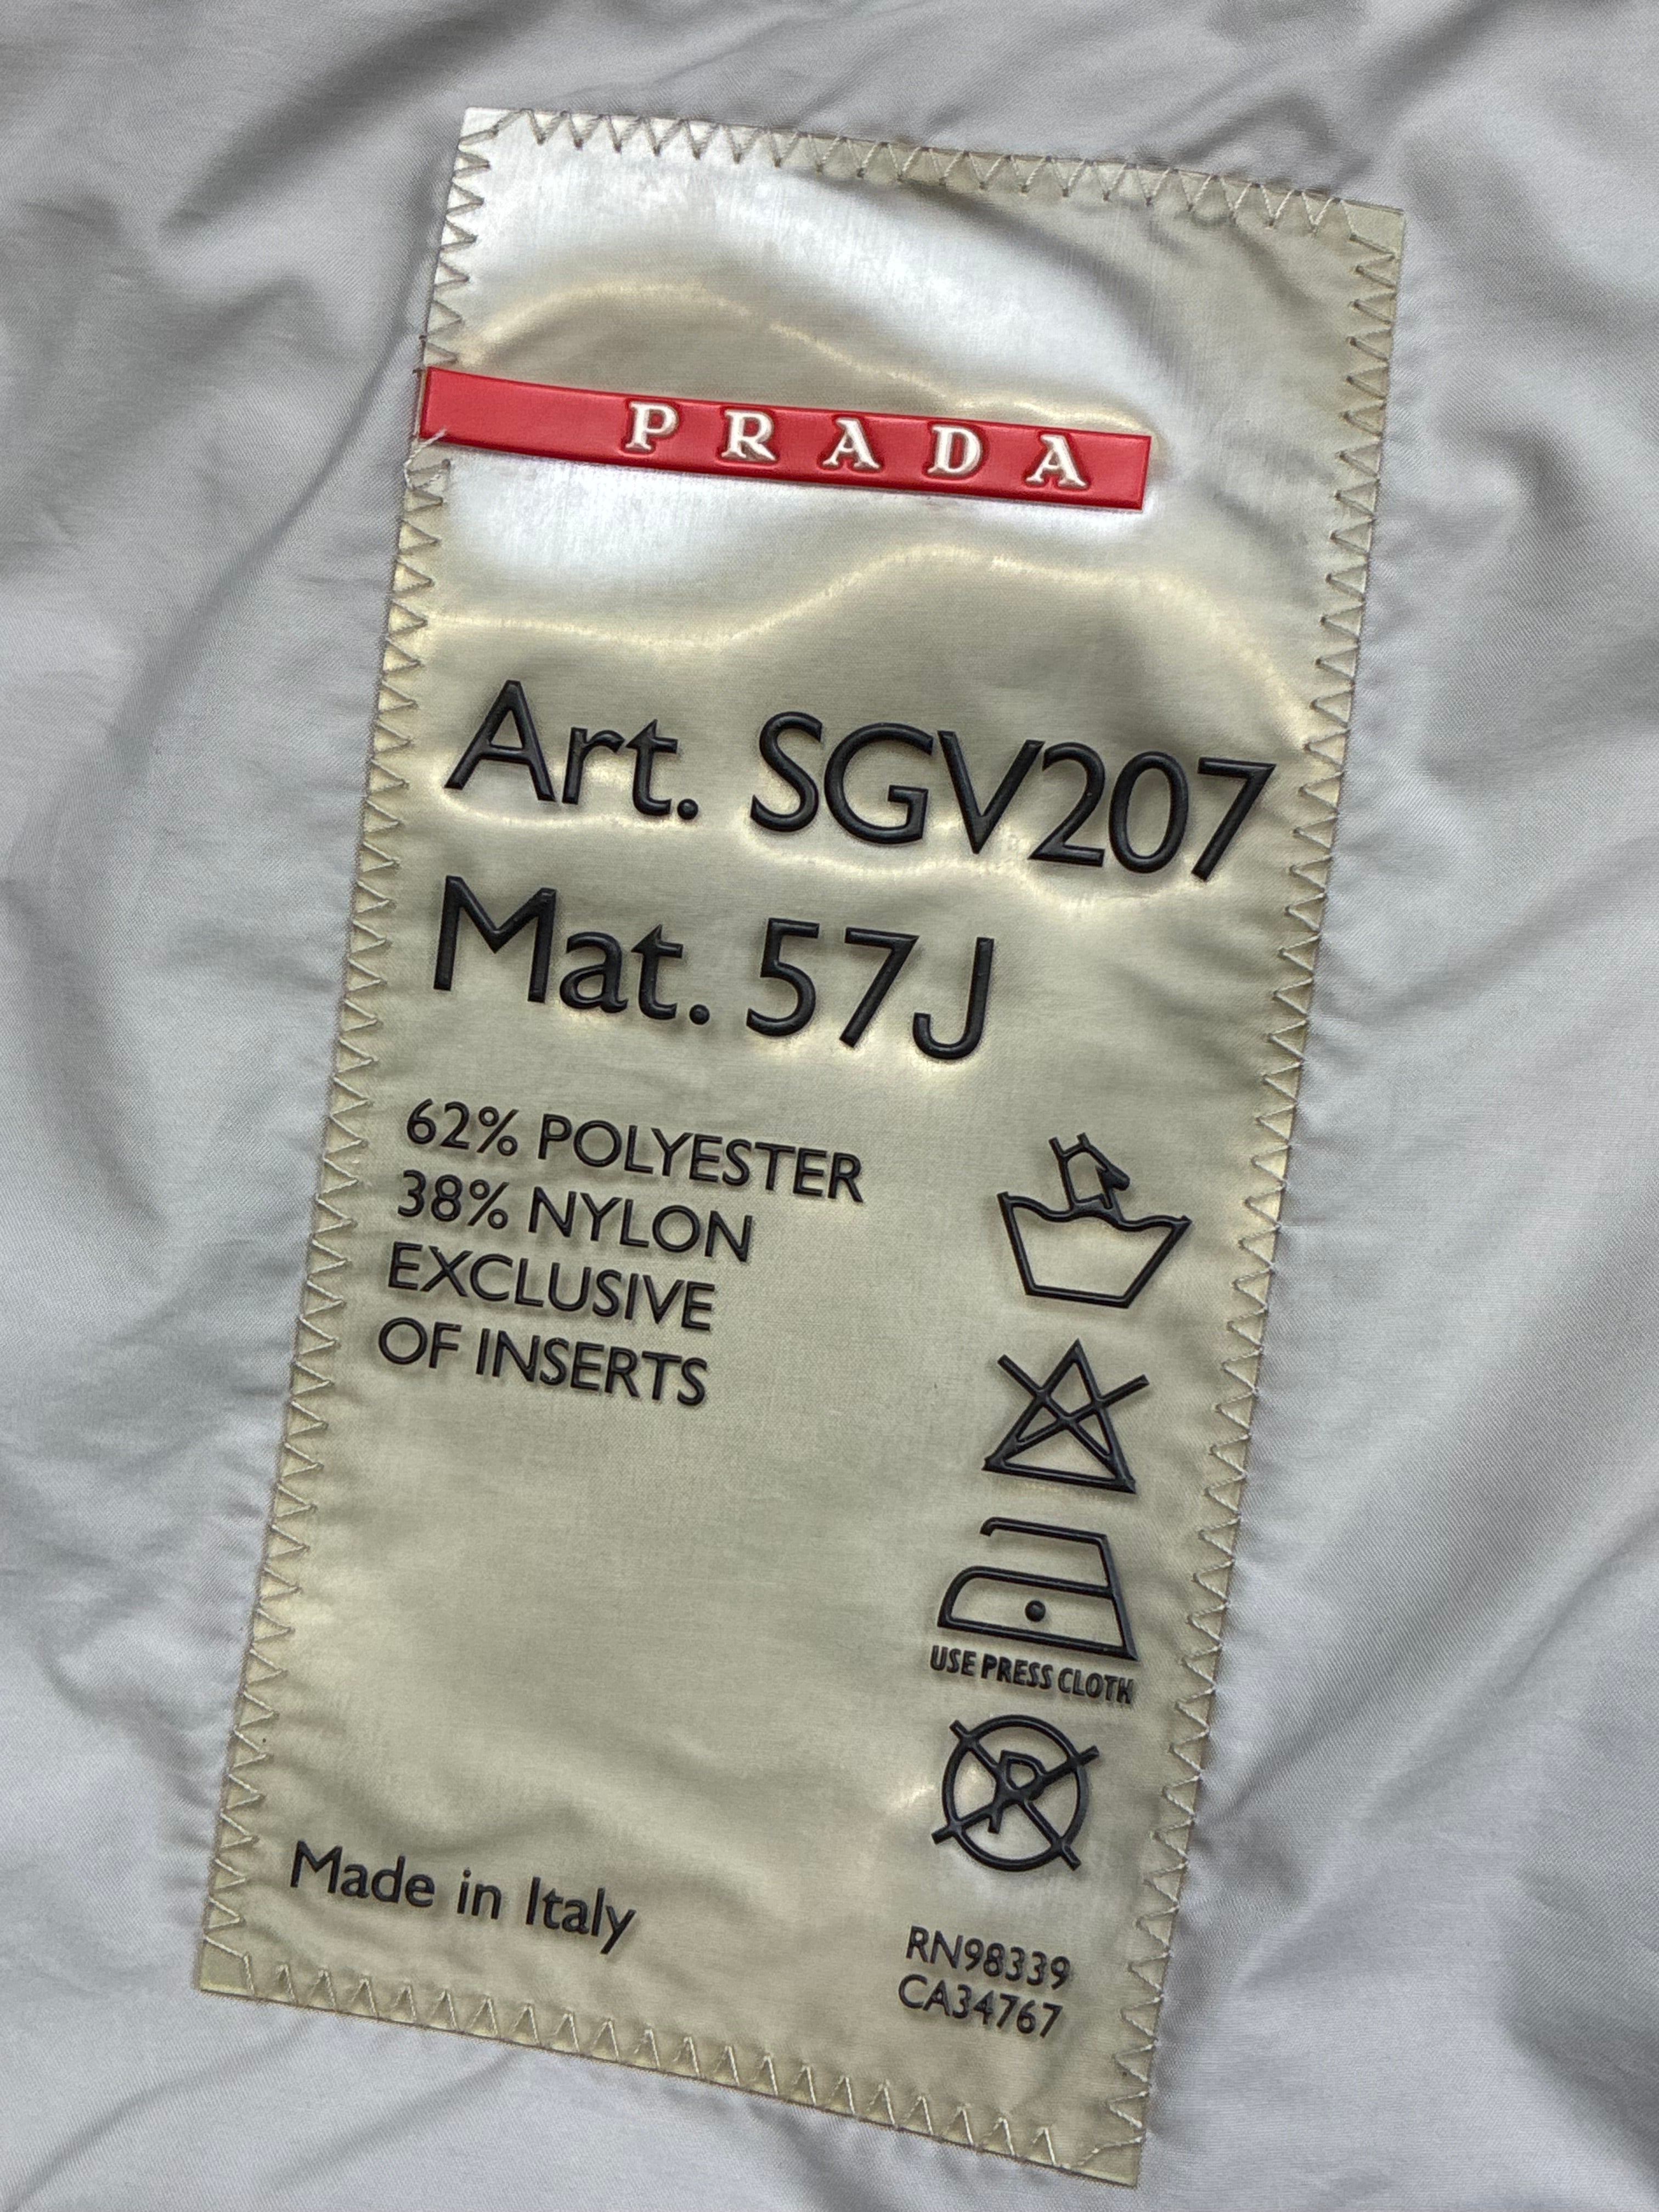 PRADA
Art. SGV207
Mat. 57J
62% POLYESTER
38% NYLON
EXCLUSIVE
OF INSERTS
USE PRESS CLOTH
P
Made in Italy
RN98339
CA34767